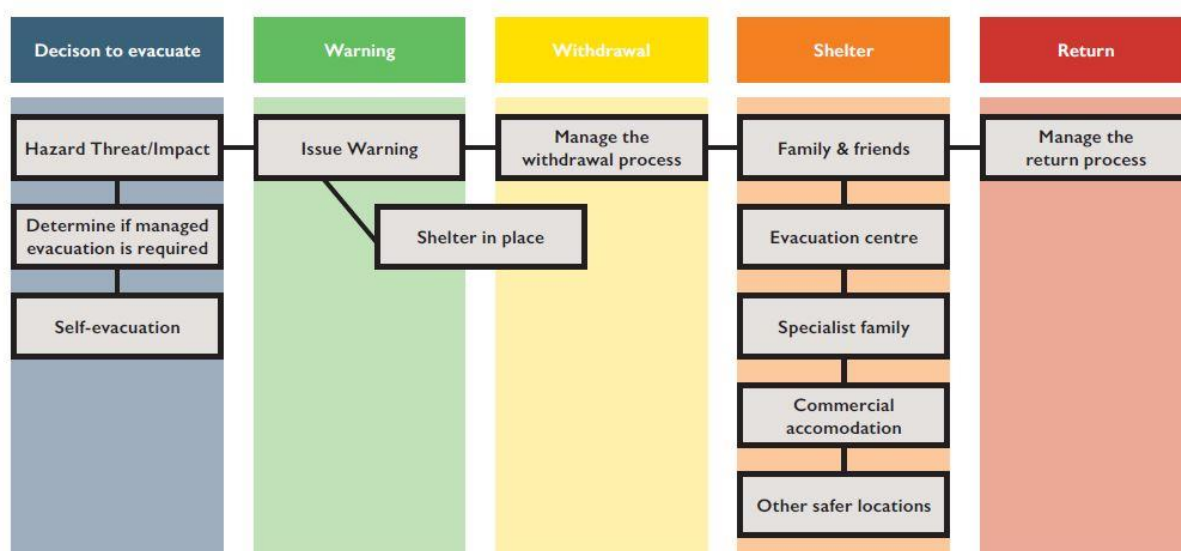 Decison to evacuate
Warning
Withdrawal
Shelter
Return
Hazard Threat/Impact
Issue Warning
Manage the
withdrawal process
Family & friends
Manage the
return process
Determine if managed
evacuation is required
Shelter in place
Evacuation centre
Self-evacuation
Specialist family
Commercial
accomodation
Other safer locations